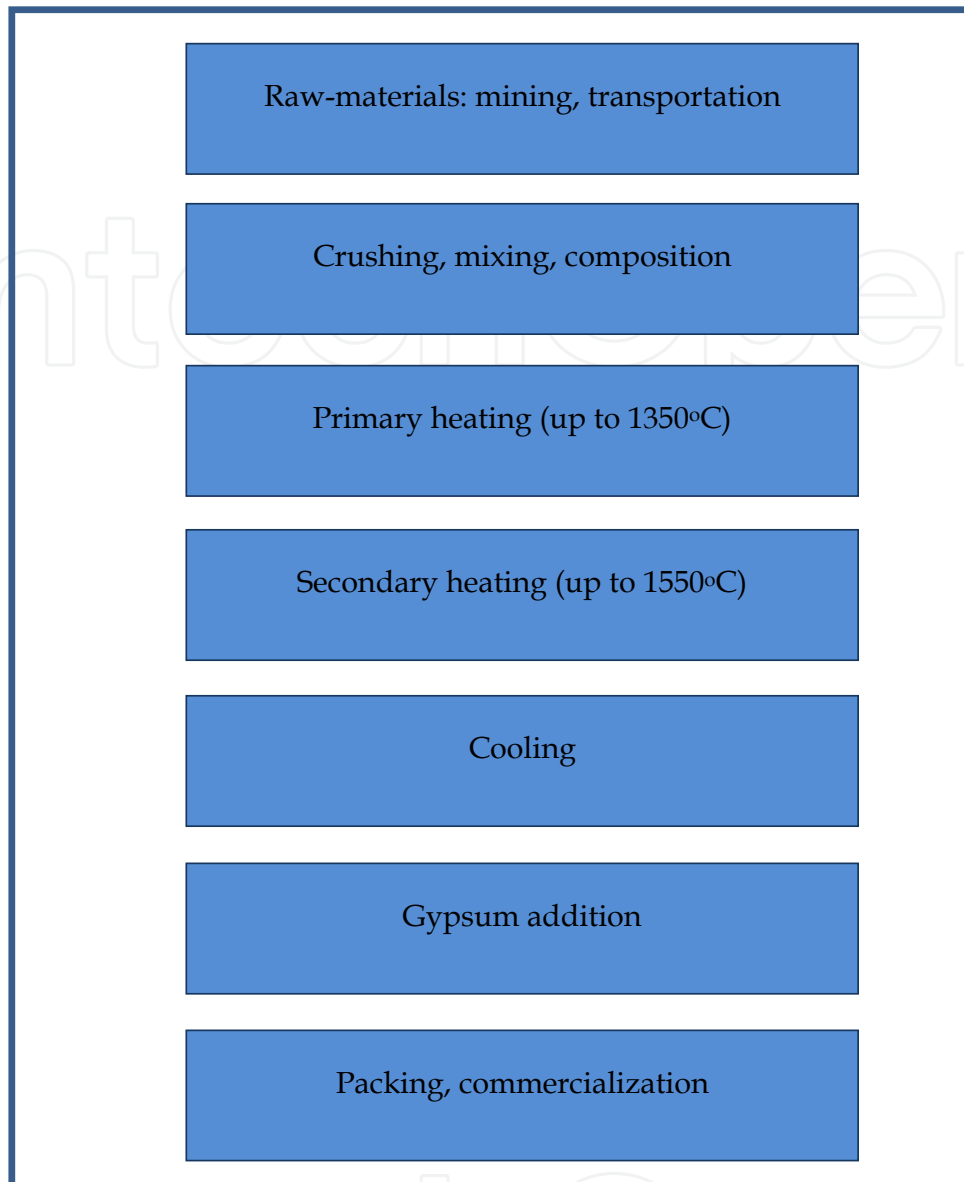 Raw-materials: mining, transportation
Crushing, mixing, composition
Primary heating (up to 1350ºC)
Secondary heating (up to 1550ºC)
Cooling
Gypsum addition
Packing, commercialization